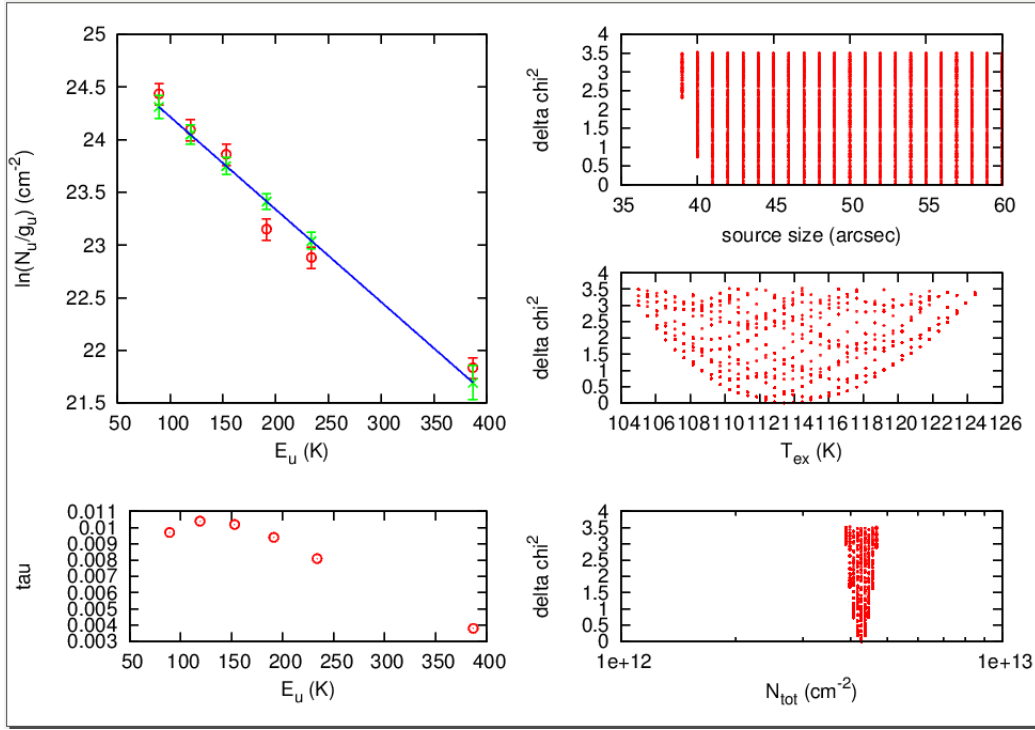 25
24.5
24
23.5
23
22.5
22
21.5
50 100 150 200 250 300 350 400
ln(N_u/g_u) (cm^-2)
E_u (K)
4
3.5
3
2.5
2
1.5
1
0.5
0
35 40 45 50 55 60
delta chi^2
source size (arcsec)
4
3.5
3
2.5
2
1.5
1
0.5
0
104 106 108 110 112 114 116 118 120 122 124 126
delta chi^2
T_ex (K)
0.011
0.01
0.009
0.008
0.007
0.006
0.005
0.004
0.003
50 100 150 200 250 300 350 400
tau
E_u (K)
4
3.5
3
2.5
2
1.5
1
0.5
0
1e+12 1e+13
delta chi^2
N_tot (cm^-2)